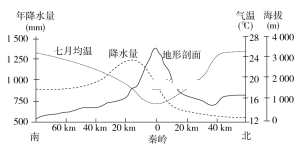 年降水量 气温 海拔
(mm) (℃) (m)
1 500 28 4 000
七月均温 降水量 地形剖面
1 250 24 3 000
1 000 20 2 000
750 16 1 000
500 12 0
60 km 40 km 20 km 0 20 km 40 km
南 秦岭 北